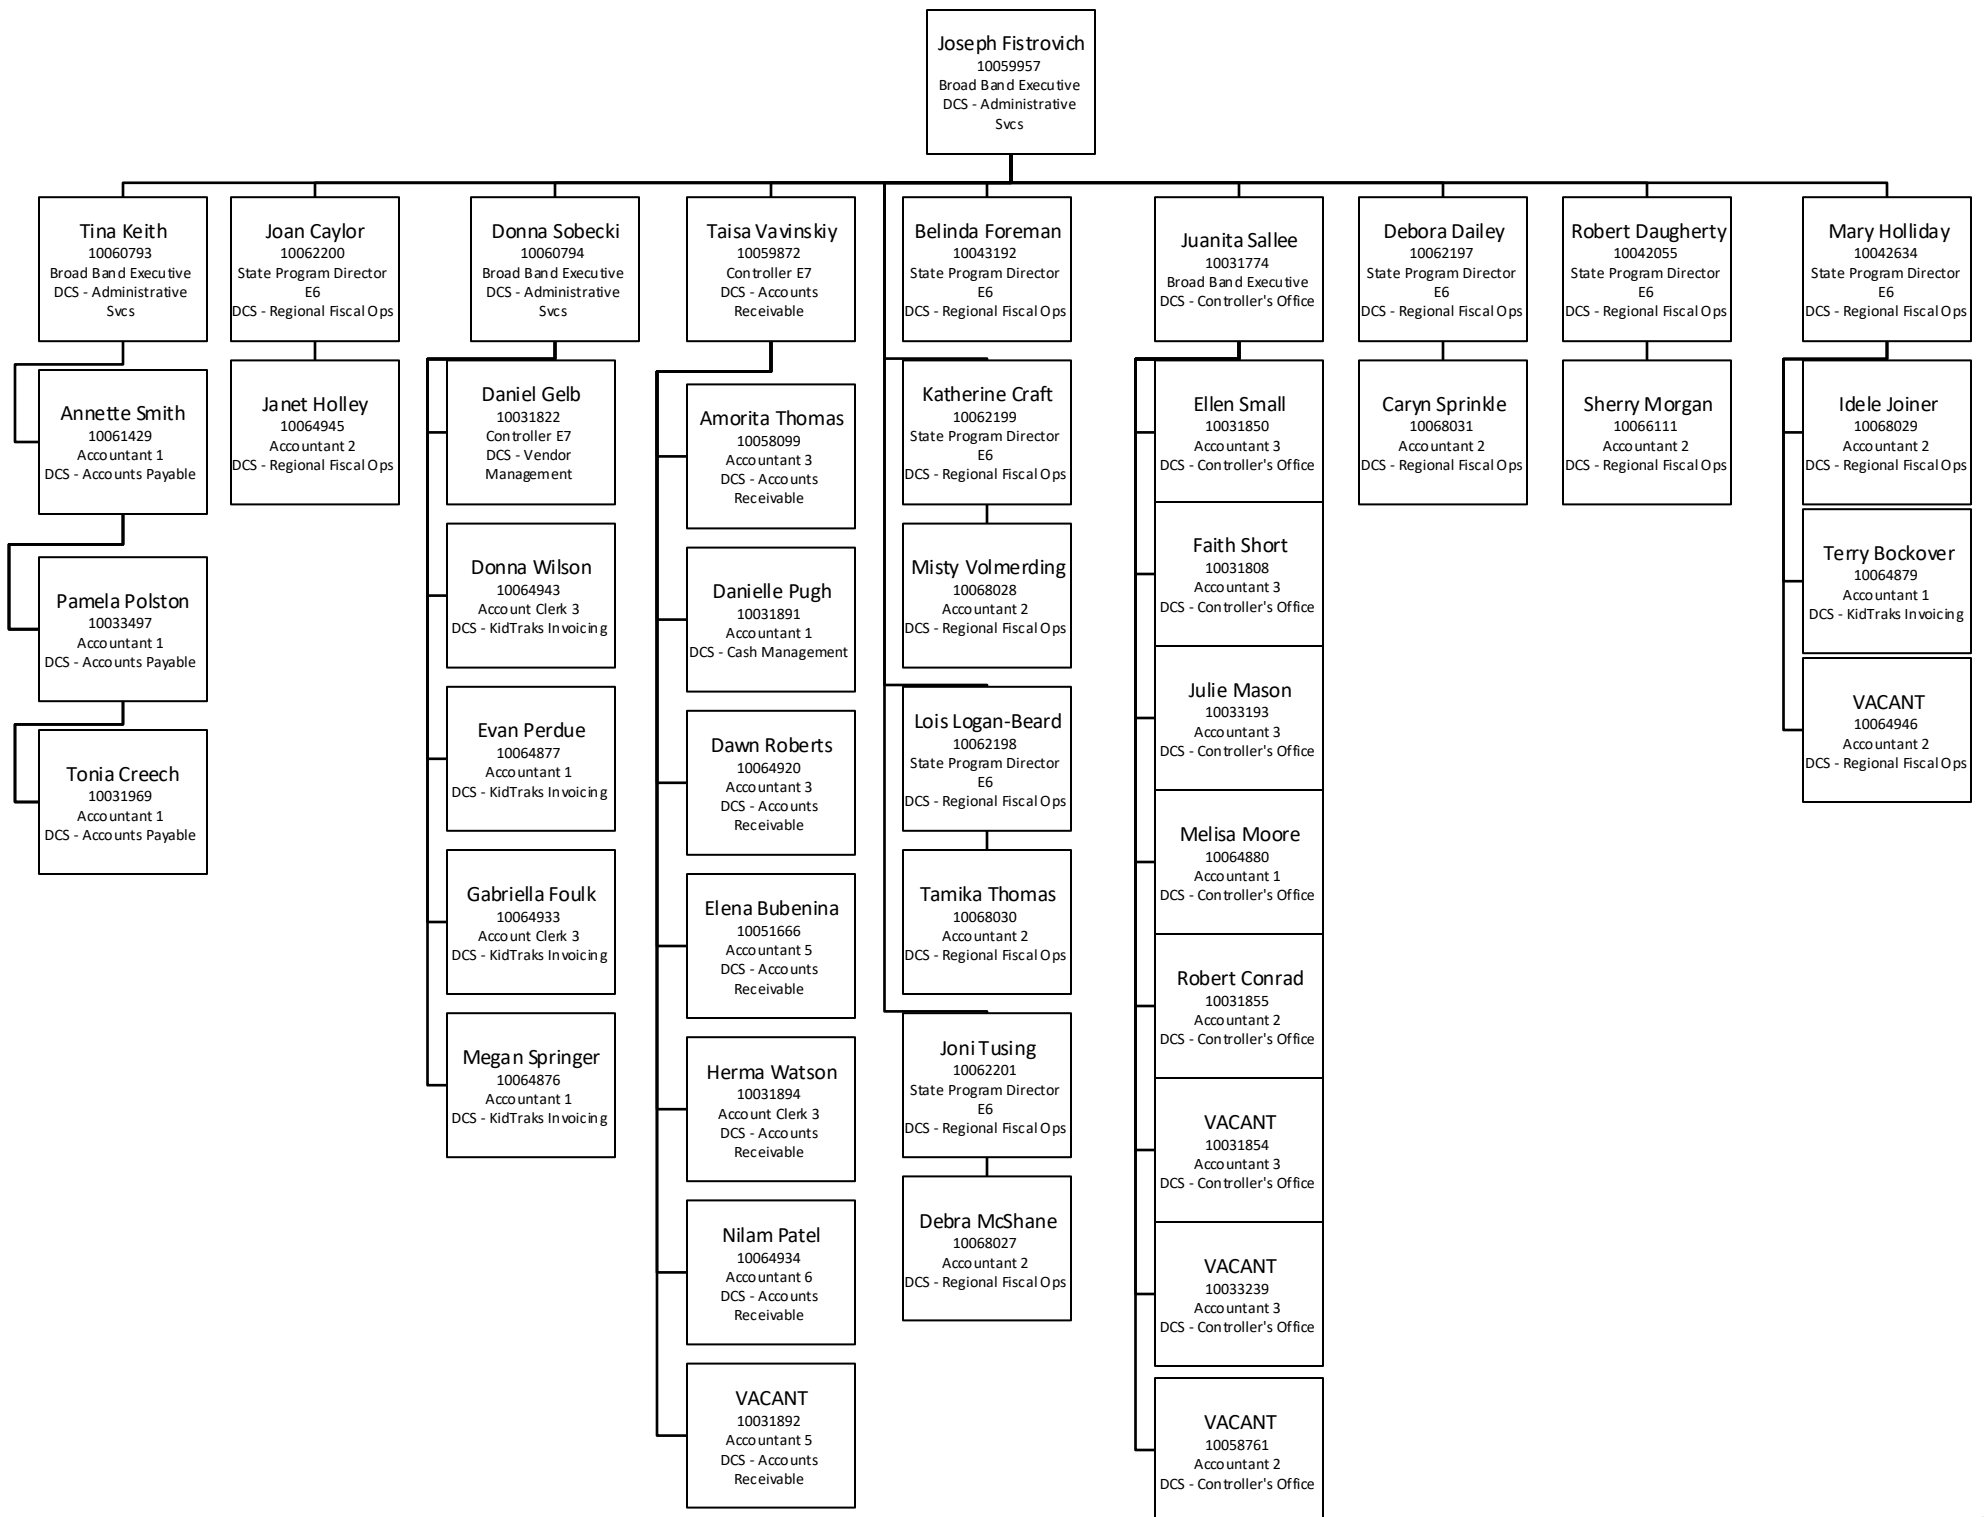 Joseph Fistrovich
10059957
Broad Band Executive
DCS - Administrative
Svcs
Tina Keith
10060793
Broad Band Executive
DCS - Administrative
Svcs
Annette Smith
10061429
Accountant 1
DCS - Accounts Payable
Pamela Polston
10033497
Accountant 1
DCS - Accounts Payable
Tonia Creech
10031969
Accountant 1
DCS - Accounts Payable
Joan Caylor
10062200
State Program Director
E6
DCS - Regional Fiscal Ops
Janet Holley
10064945
Accountant 2
DCS - Regional Fiscal Ops
Donna Sobecki
10060794
Broad Band Executive
DCS - Administrative
Svcs
Daniel Gelb
10031822
Controller E7
DCS - Vendor
Management
Donna Wilson
10064943
Account Clerk 3
DCS - KidTraks Invoicing
Evan Perdue
10064877
Accountant 1
DCS - KidTraks Invoicing
Gabriella Foulk
10064933
Account Clerk 3
DCS - KidTraks Invoicing
Megan Springer
10064876
Accountant 1
DCS - KidTraks Invoicing
Taisa Vavinskiy
10059872
Controller E7
DCS - Accounts
Receivable
Amorita Thomas
10058099
Accountant 3
DCS - Accounts
Receivable
Danielle Pugh
10031891
Accountant 1
DCS - Cash Management
Dawn Roberts
10064920
Accountant 3
DCS - Accounts
Receivable
Elena Bubenina
10051666
Accountant 5
DCS - Accounts
Receivable
Herma Watson
10031894
Account Clerk 3
DCS - Accounts
Receivable
Nilam Patel
10064934
Accountant 6
DCS - Accounts
Receivable
VACANT
10031892
Accountant 5
DCS - Accounts
Receivable
Belinda Foreman
10043192
State Program Director
E6
DCS - Regional Fiscal Ops
Katherine Craft
10062199
State Program Director
E6
DCS - Regional Fiscal Ops
Misty Volmerding
10068028
Accountant 2
DCS - Regional Fiscal Ops
Lois Logan-Beard
10062198
State Program Director
E6
DCS - Regional Fiscal Ops
Tamika Thomas
10068030
Accountant 2
DCS - Regional Fiscal Ops
Joni Tusing
10062201
State Program Director
E6
DCS - Regional Fiscal Ops
Debra McShane
10068027
Accountant 2
DCS - Regional Fiscal Ops
Juanita Sallee
10031774
Broad Band Executive
DCS - Controller's Office
Ellen Small
10031850
Accountant 3
DCS - Controller's Office
Faith Short
10031808
Accountant 3
DCS - Controller's Office
Julie Mason
10033193
Accountant 3
DCS - Controller's Office
Melisa Moore
10064880
Accountant 1
DCS - Controller's Office
Robert Conrad
10031855
Accountant 2
DCS - Controller's Office
VACANT
10031854
Accountant 3
DCS - Controller's Office
VACANT
10033239
Accountant 3
DCS - Controller's Office
VACANT
10058761
Accountant 2
DCS - Controller's Office
Debora Dailey
10062197
State Program Director
E6
DCS - Regional Fiscal Ops
Caryn Sprinkle
10068031
Accountant 2
DCS - Regional Fiscal Ops
Robert Daugherty
10042055
State Program Director
E6
DCS - Regional Fiscal Ops
Sherry Morgan
10066111
Accountant 2
DCS - Regional Fiscal Ops
Mary Holliday
10042634
State Program Director
E6
DCS - Regional Fiscal Ops
Idele Joiner
10068029
Accountant 2
DCS - Regional Fiscal Ops
Terry Bockover
10064879
Accountant 1
DCS - KidTraks Invoicing
VACANT
10064946
Accountant 2
DCS - Regional Fiscal Ops